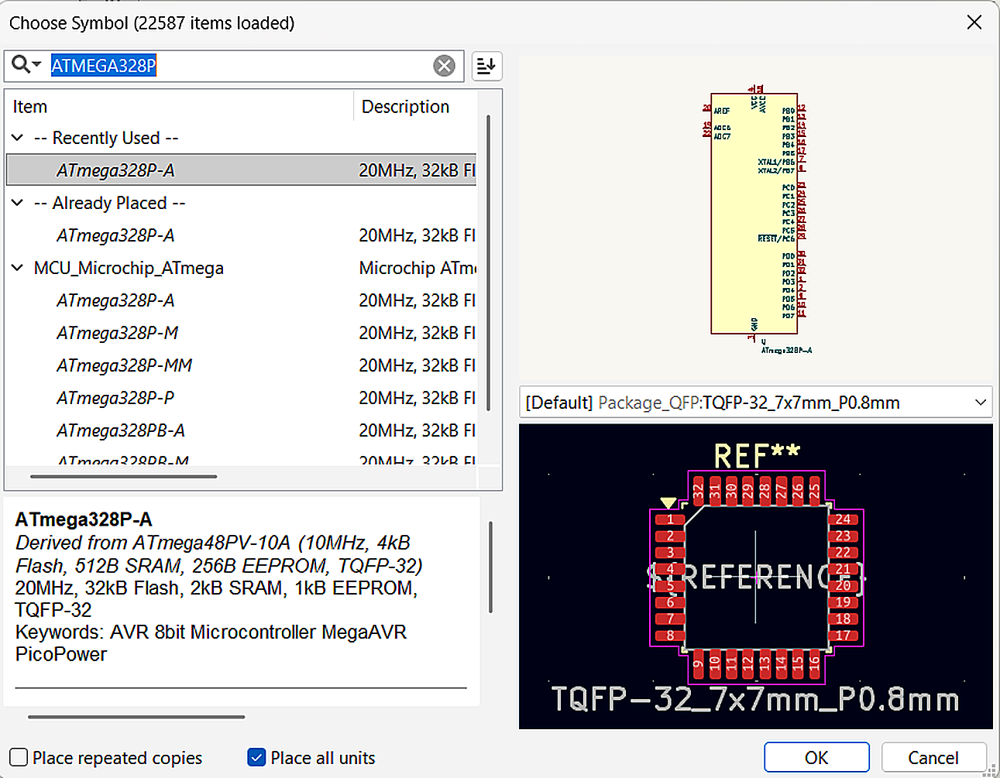 Choose Symbol (22587 items loaded)
ATMEGA328P
Item Description
-- Recently Used --
ATmega328P-A 20MHz, 32kB Fl
-- Already Placed --
ATmega328P-A 20MHz, 32kB Fl
MCU_Microchip_ATmega Microchip ATm
ATmega328P-A 20MHz, 32kB Fl
ATmega328P-M 20MHz, 32kB Fl
ATmega328P-MM 20MHz, 32kB Fl
ATmega328P-P 20MHz, 32kB Fl
ATmega328PB-A 20MHz, 32kB Fl
ATmega328PB-M 20MHz, 32kB Fl
ATmega328P-A
Derived from ATmega48PV-10A (10MHz, 4kB
Flash, 512B SRAM, 256B EEPROM, TQFP-32)
20MHz, 32kB Flash, 2kB SRAM, 1kB EEPROM,
TQFP-32
Keywords: AVR 8bit Microcontroller MegaAVR
PicoPower
Place repeated copies
Place all units
VCC
AVCC
AREF
ADC6
ADC7
PB0
PB1
PB2
PB3
PB4
PB5
XTAL1/PB6
XTAL2/PB7
PC0
PC1
PC2
PC3
PC4
PC5
RESET/PC6
PD0
PD1
PD2
PD3
PD4
PD5
PD6
PD7
GND
U
ATmega328P-A
[Default] Package_QFP:TQFP-32_7x7mm_P0.8mm
REF**
32 31 30 29 28 27 26 25
1 24
2 23
3 22
4 21
${REFERENCE}
5 20
6 19
7 18
8 17
9 10 11 12 13 14 15 16
TQFP-32_7x7mm_P0.8mm
OK
Cancel